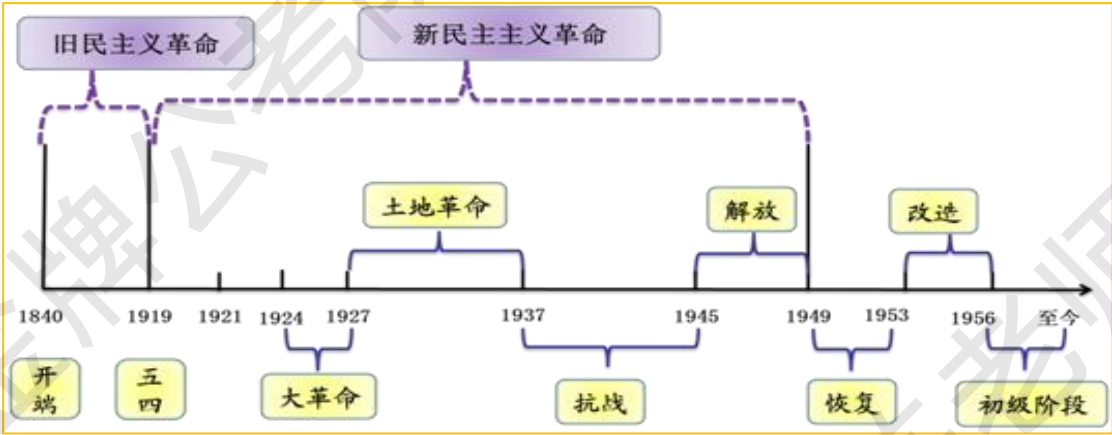 旧民主义革命
新民主主义革命
土地革命
解放
改造
1840
1919
1921
1924
1927
1937
1945
1949
1953
1956
至今
开端
五四
大革命
抗战
恢复
初级阶段